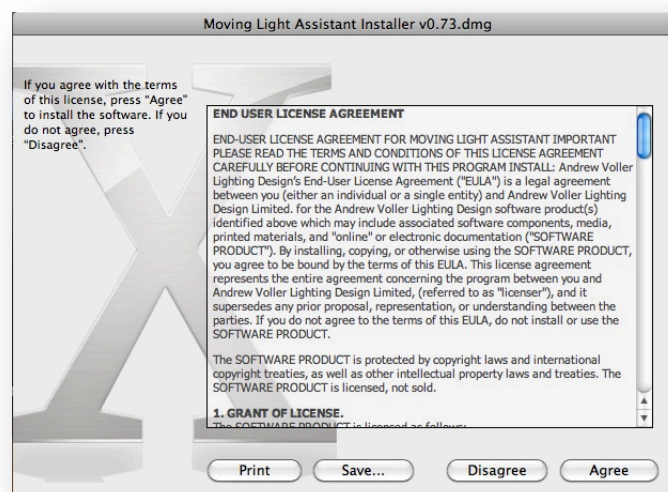 Moving Light Assistant Installer v0.73.dmg
If you agree with the terms
of this license, press “Agree”
to install the software. If you
do not agree, press
“Disagree”.
END USER LICENSE AGREEMENT
END-USER LICENSE AGREEMENT FOR MOVING LIGHT ASSISTANT IMPORTANT
PLEASE READ THE TERMS AND CONDITIONS OF THIS LICENSE AGREEMENT
CAREFULLY BEFORE CONTINUING WITH THIS PROGRAM INSTALL: Andrew Voller
Lighting Design's End-User License Agreement ("EULA") is a legal agreement
between you (either an individual or a single entity) and Andrew Voller Lighting
Design Limited. for the Andrew Voller Lighting Design software product(s)
identified above which may include associated software components, media,
printed materials, and "online" or electronic documentation ("SOFTWARE
PRODUCT"). By installing, copying, or otherwise using the SOFTWARE PRODUCT,
you agree to be bound by the terms of this EULA. This license agreement
represents the entire agreement concerning the program between you and
Andrew Voller Lighting Design Limited, (referred to as "licenser"), and it
supersedes any prior proposal, representation, or understanding between the
parties. If you do not agree to the terms of this EULA, do not install or use the
SOFTWARE PRODUCT.
The SOFTWARE PRODUCT is protected by copyright laws and international
copyright treaties, as well as other intellectual property laws and treaties. The
SOFTWARE PRODUCT is licensed, not sold.
1. GRANT OF LICENSE.
The SOFTWARE PRODUCT is licensed as follows:
Print
Save...
Disagree
Agree